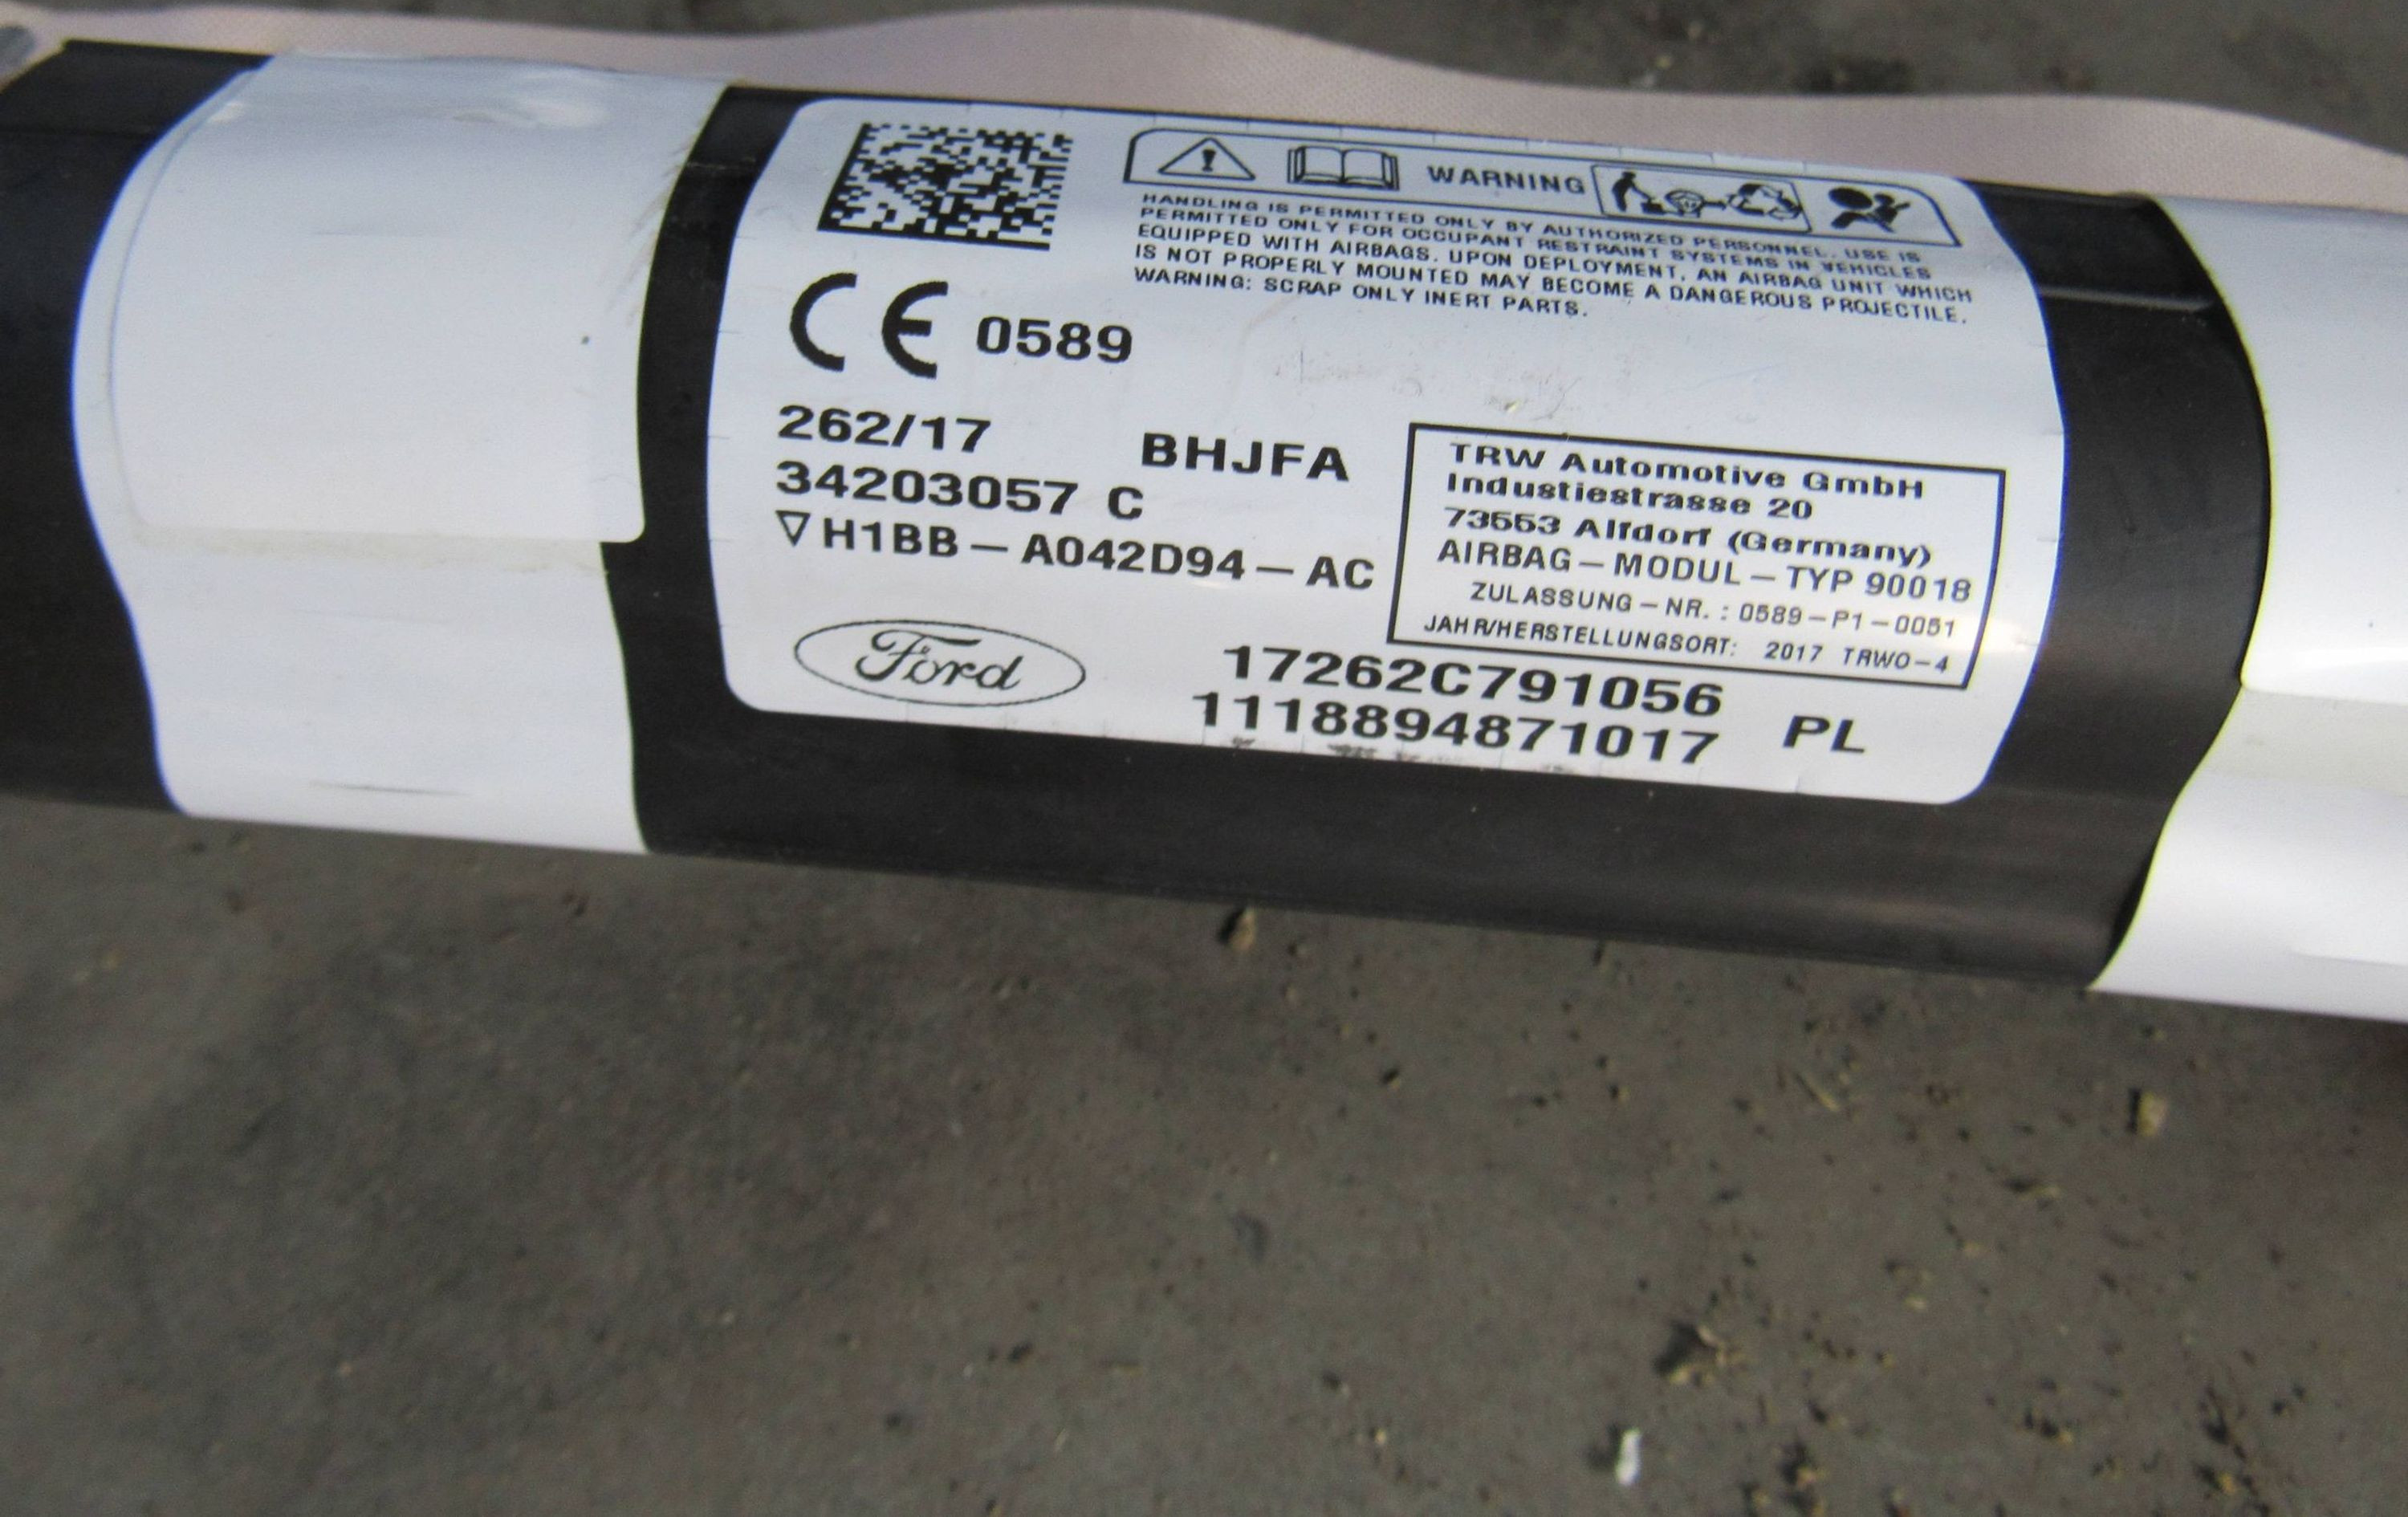 WARNING
HANDLING IS PERMITTED ONLY BY AUTHORIZED PERSONNEL. USE IS
PERMITTED ONLY FOR OCCUPANT RESTRAINT SYSTEMS IN VEHICLES
EQUIPPED WITH AIRBAGS. UPON DEPLOYMENT, AN AIRBAG UNIT WHICH
IS NOT PROPERLY MOUNTED MAY BECOME A DANGEROUS PROJECTILE.
WARNING: SCRAP ONLY INERT PARTS.
CE 0589
262/17 BHJFA
34203057 C
▽H1BB-A042D94-AC
TRW Automotive GmbH
Industiestrasse 20
73553 Alfdorf (Germany)
AIRBAG-MODUL-TYP 90018
ZULASSUNG-NR.: 0589-P1-0051
JAHR/HERSTELLUNGSORT: 2017 TRWO-4
Ford
17262C791056
1118894871017 PL